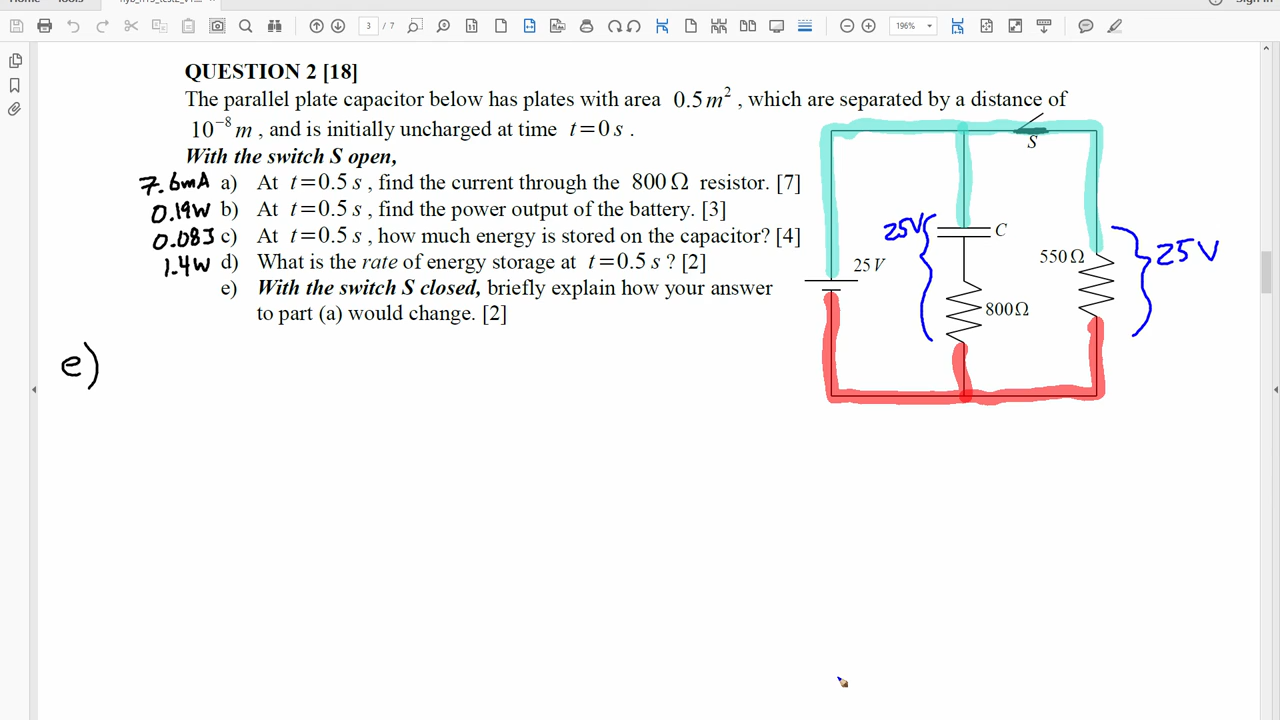 3 / 7
196%
QUESTION 2 [18]
The parallel plate capacitor below has plates with area 0.5 m², which are separated by a distance of
10⁻⁸ m, and is initially uncharged at time t=0 s.
With the switch S open,
7.6mA a) At t=0.5 s, find the current through the 800 Ω resistor. [7]
0.19W b) At t=0.5 s, find the power output of the battery. [3]
0.083J c) At t=0.5 s, how much energy is stored on the capacitor? [4]
1.4W d) What is the rate of energy storage at t=0.5 s? [2]
e) With the switch S closed, briefly explain how your answer
to part (a) would change. [2]
S
25V
C
25 V
550 Ω
25V
800 Ω
e)